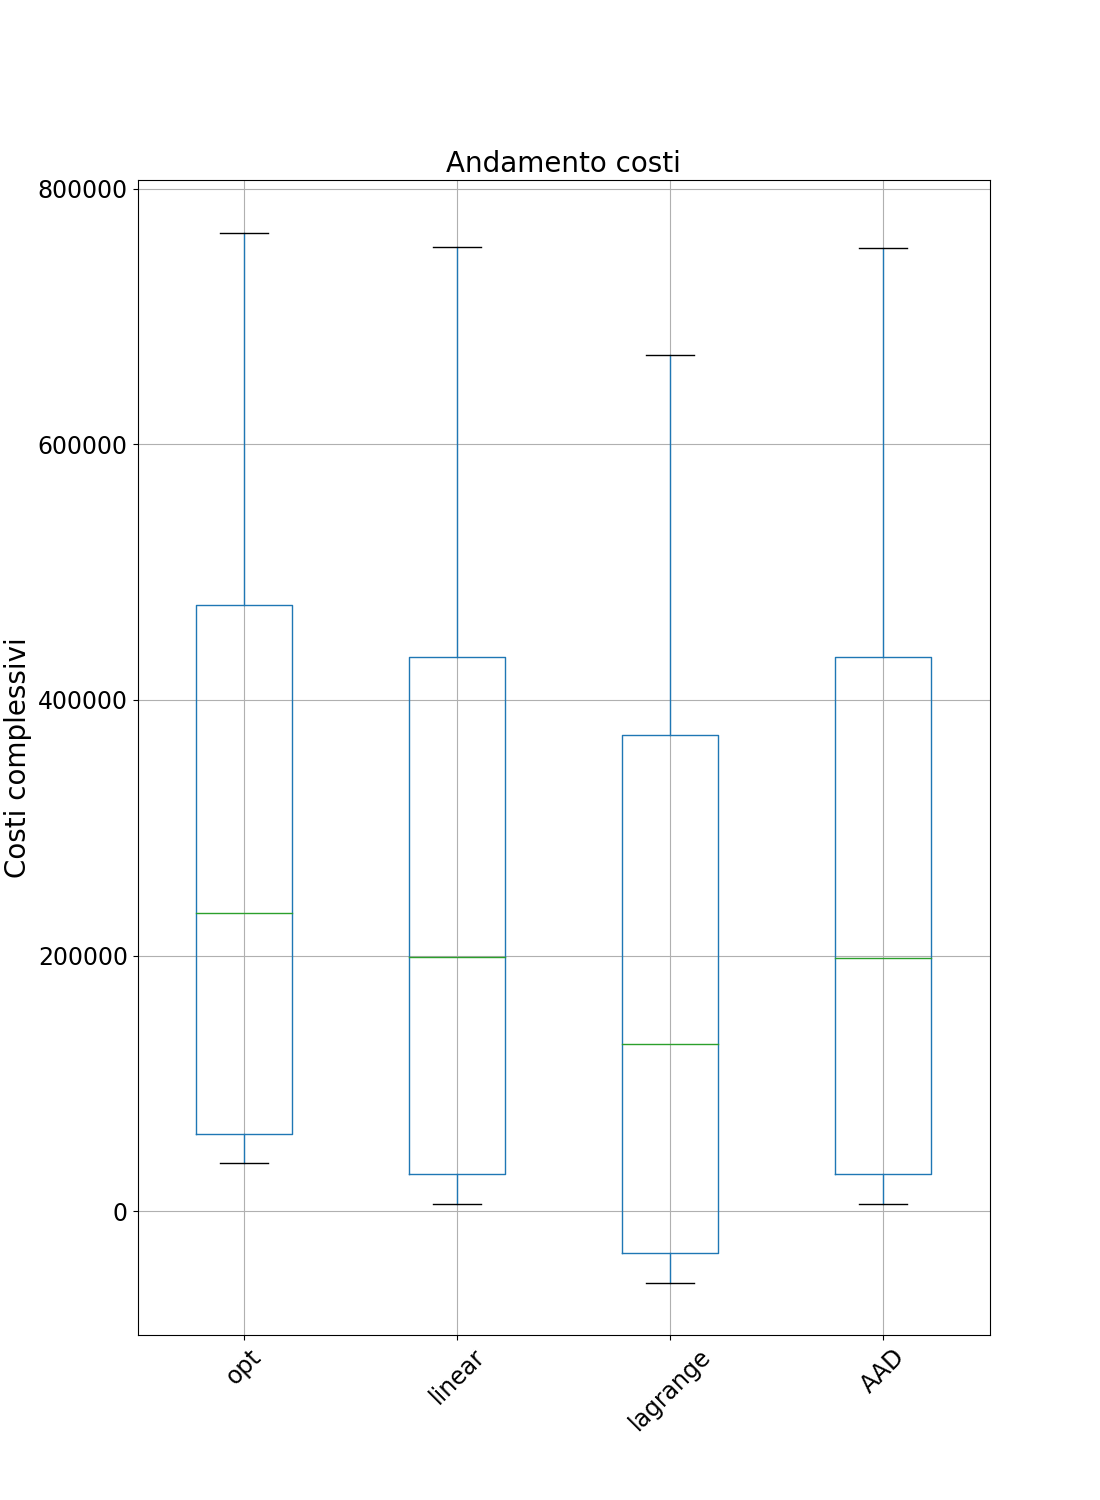 Andamento costi
800000
600000
400000
200000
0
Costi complessivi
opt
linear
lagrange
AAD